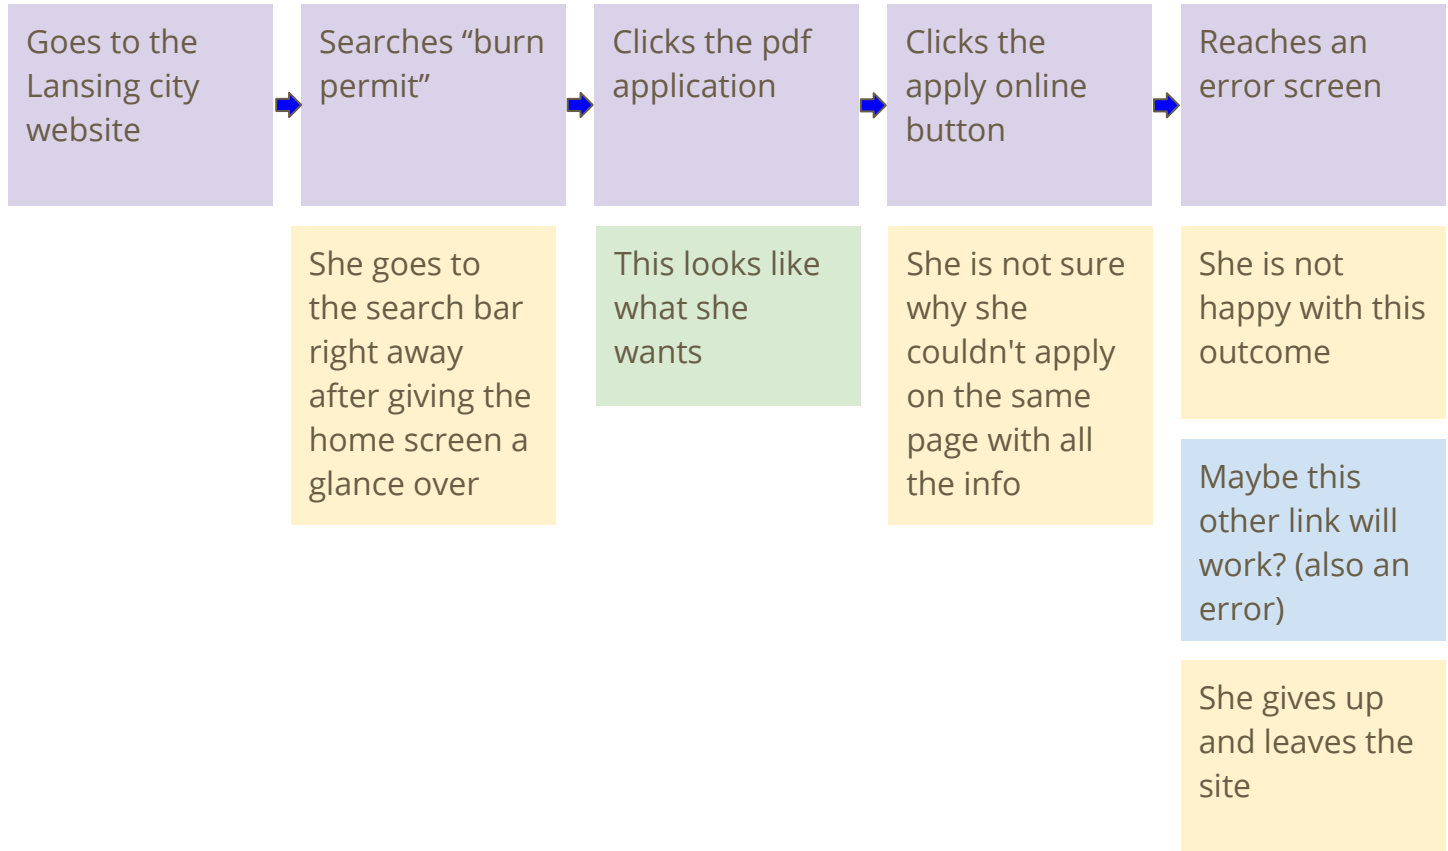 Goes to the
Lansing city
website
Searches “burn
permit”
Clicks the pdf
application
Clicks the
apply online
button
Reaches an
error screen
She goes to
the search bar
right away
after giving the
home screen a
glance over
This looks like
what she
wants
She is not sure
why she
couldn't apply
on the same
page with all
the info
She is not
happy with this
outcome
Maybe this
other link will
work? (also an
error)
She gives up
and leaves the
site